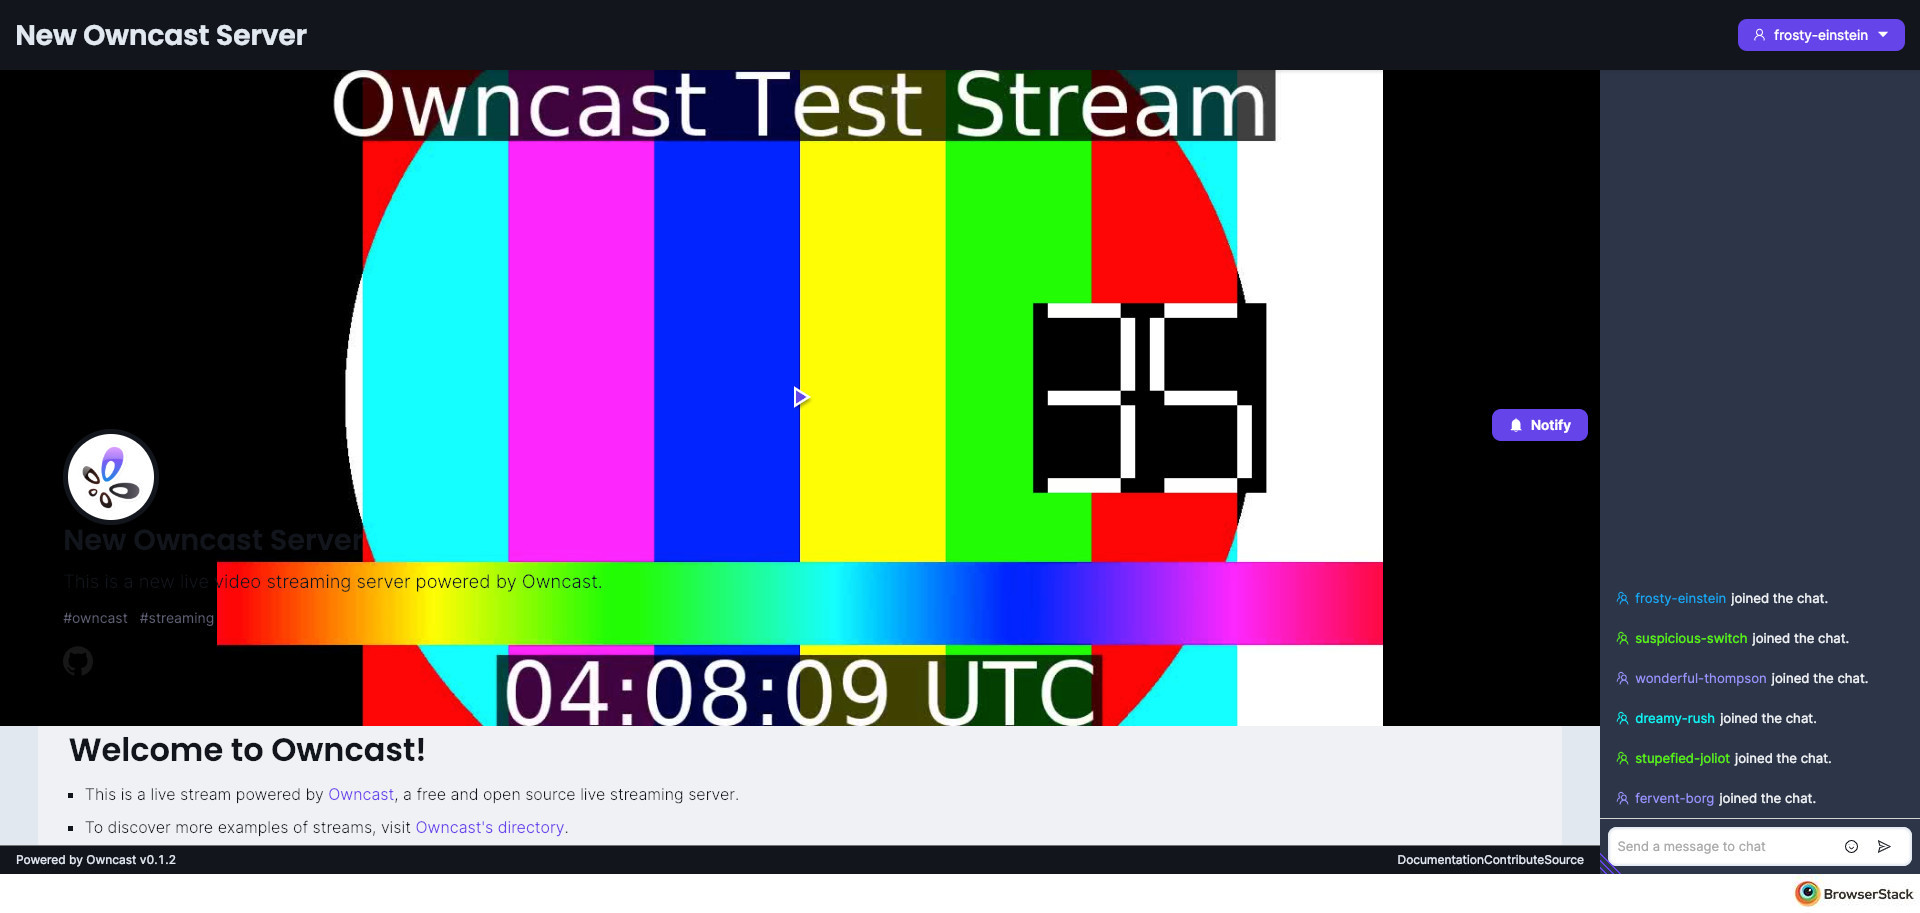 New Owncast Server
frosty-einstein
Owncast Test Stream
35
Notify
New Owncast Server
This is a new live video streaming server powered by Owncast.
#owncast #streaming
04:08:09 UTC
Welcome to Owncast!
This is a live stream powered by Owncast, a free and open source live streaming server.
To discover more examples of streams, visit Owncast's directory.
Powered by Owncast v0.1.2
DocumentationContributeSource
frosty-einstein joined the chat.
suspicious-switch joined the chat.
wonderful-thompson joined the chat.
dreamy-rush joined the chat.
stupefied-joliot joined the chat.
fervent-borg joined the chat.
Send a message to chat
BrowserStack